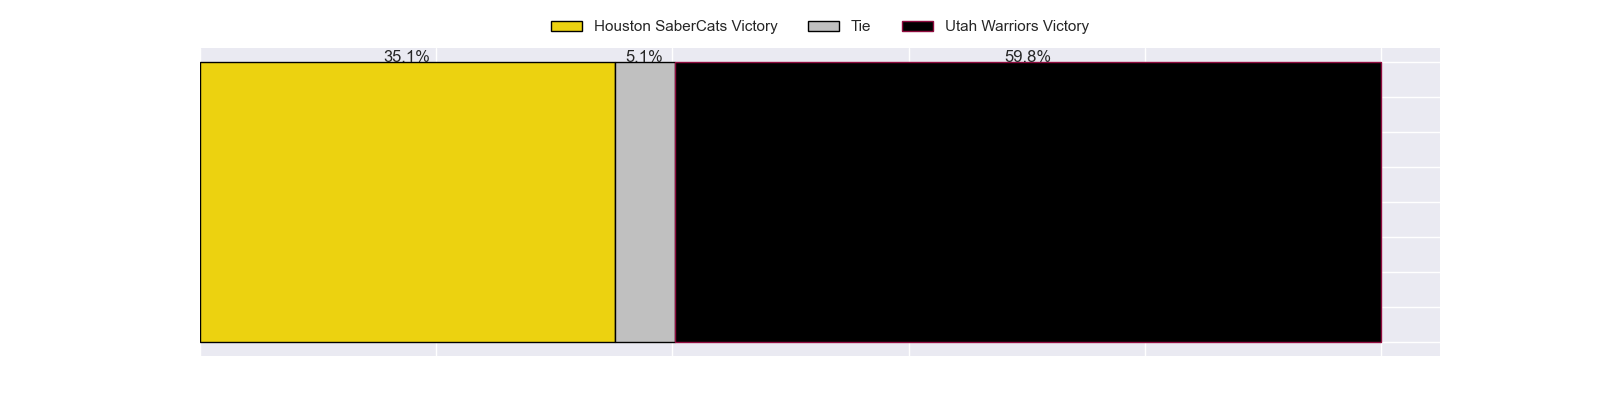 Houston SaberCats Victory Tie Utah Warriors Victory
35.1% 5.1% 59.8%